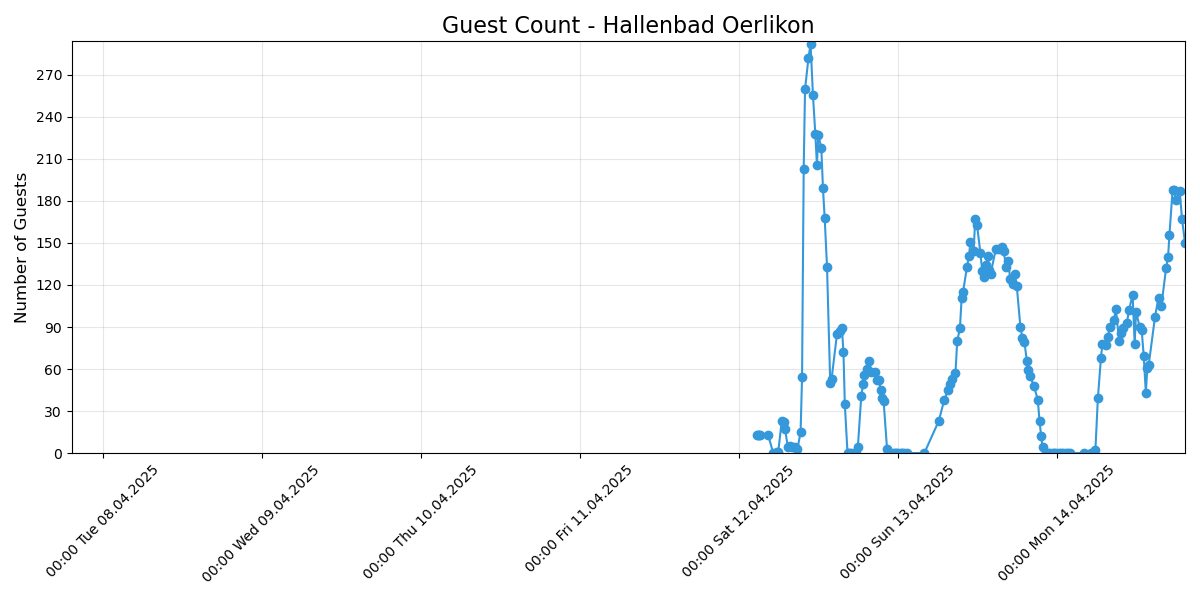 Guest Count - Hallenbad Oerlikon
Number of Guests
270
240
210
180
150
120
90
60
30
0
00:00 Tue 08.04.2025
00:00 Wed 09.04.2025
00:00 Thu 10.04.2025
00:00 Fri 11.04.2025
00:00 Sat 12.04.2025
00:00 Sun 13.04.2025
00:00 Mon 14.04.2025